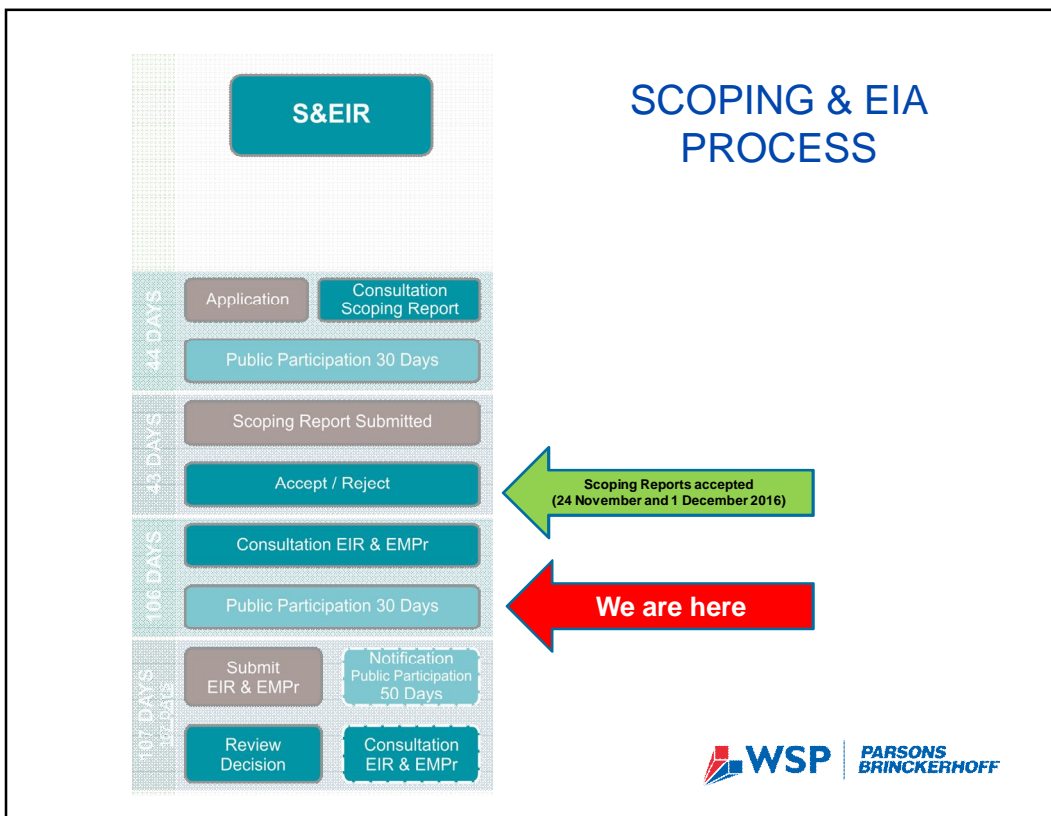 SCOPING & EIA
PROCESS
S&EIR
44 DAYS
Application
Consultation
Scoping Report
Public Participation 30 Days
43 DAYS
Scoping Report Submitted
Accept / Reject
Scoping Reports accepted
(24 November and 1 December 2016)
106 DAYS
Consultation EIR & EMPr
Public Participation 30 Days
We are here
107 DAYS
Submit
EIR & EMPr
Notification
Public Participation
50 Days
Review
Decision
Consultation
EIR & EMPr
WSP
PARSONS
BRINCKERHOFF